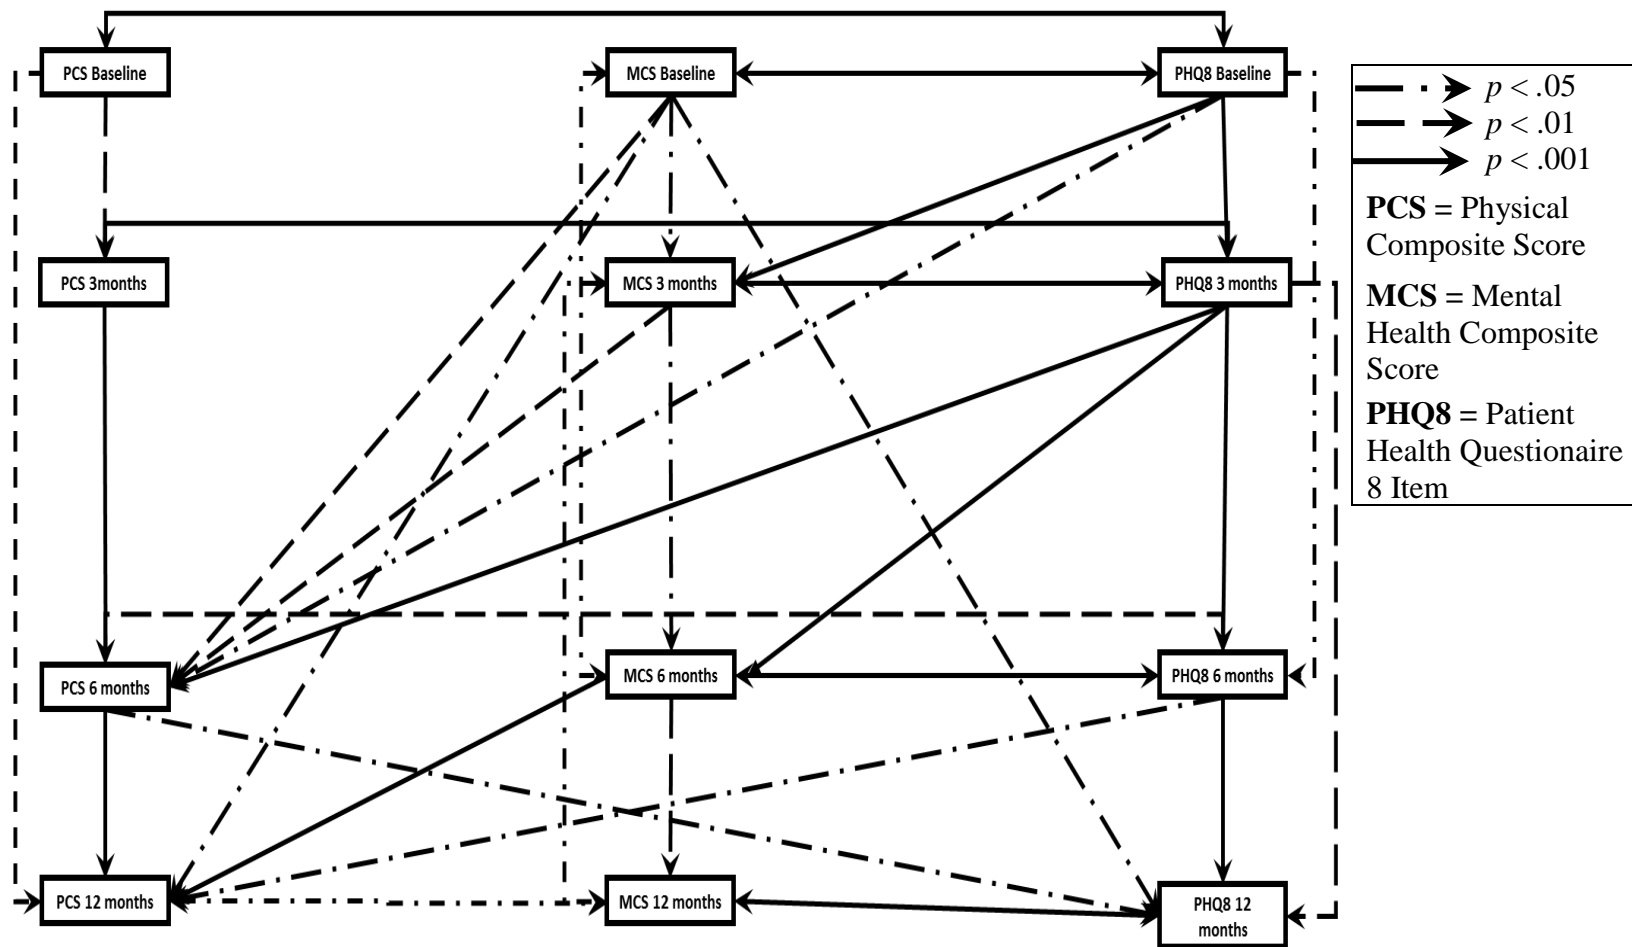 PCS Baseline
MCS Baseline
PHQ8 Baseline
PCS 3months
MCS 3 months
PHQ8 3 months
PCS 6 months
MCS 6 months
PHQ8 6 months
PCS 12 months
MCS 12 months
PHQ8 12
months
p < .05
p < .01
p < .001
PCS = Physical
Composite Score
MCS = Mental
Health Composite
Score
PHQ8 = Patient
Health Questionaire
8 Item